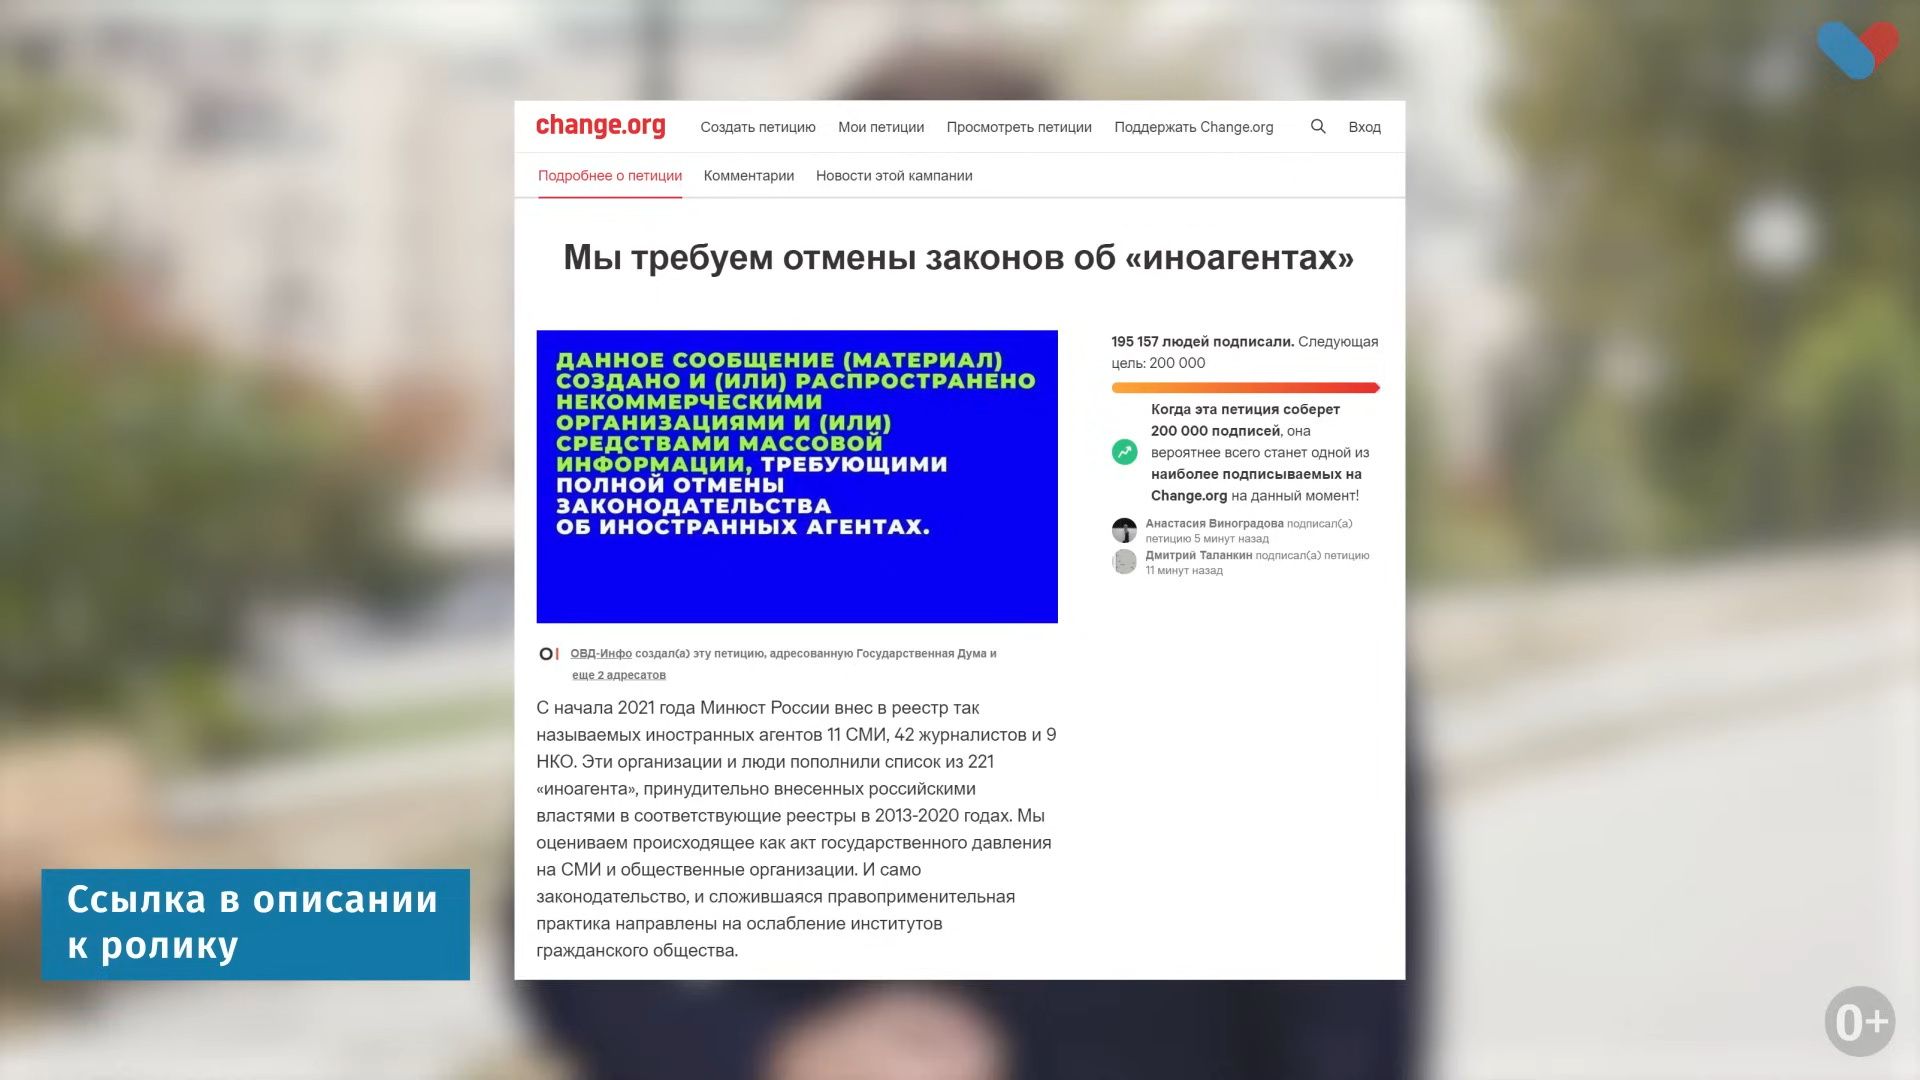 change.org
Создать петицию
Мои петиции
Просмотреть петиции
Поддержать Change.org
Вход
Подробнее о петиции
Комментарии
Новости этой кампании
Мы требуем отмены законов об «иноагентах»
ДАННОЕ СООБЩЕНИЕ (МАТЕРИАЛ)
СОЗДАНО И (ИЛИ) РАСПРОСТРАНЕНО
НЕКОММЕРЧЕСКИМИ
ОРГАНИЗАЦИЯМИ И (ИЛИ)
СРЕДСТВАМИ МАССОВОЙ
ИНФОРМАЦИИ, ТРЕБУЮЩИМИ
ПОЛНОЙ ОТМЕНЫ
ЗАКОНОДАТЕЛЬСТВА
ОБ ИНОСТРАННЫХ АГЕНТАХ.
195 157 людей подписали. Следующая
цель: 200 000
Когда эта петиция соберет
200 000 подписей, она
вероятнее всего станет одной из
наиболее подписываемых на
Change.org на данный момент!
Анастасия Виноградова подписал(а)
петицию 5 минут назад
Дмитрий Таланкин подписал(а) петицию
11 минут назад
ОВД-Инфо создал(а) эту петицию, адресованную Государственная Дума и
еще 2 адресатов
С начала 2021 года Минюст России внес в реестр так
называемых иностранных агентов 11 СМИ, 42 журналистов и 9
НКО. Эти организации и люди пополнили список из 221
«иноагента», принудительно внесенных российскими
властями в соответствующие реестры в 2013-2020 годах. Мы
оцениваем происходящее как акт государственного давления
на СМИ и общественные организации. И само
законодательство, и сложившаяся правоприменительная
практика направлены на ослабление институтов
гражданского общества.
Ссылка в описании
к ролику
0+